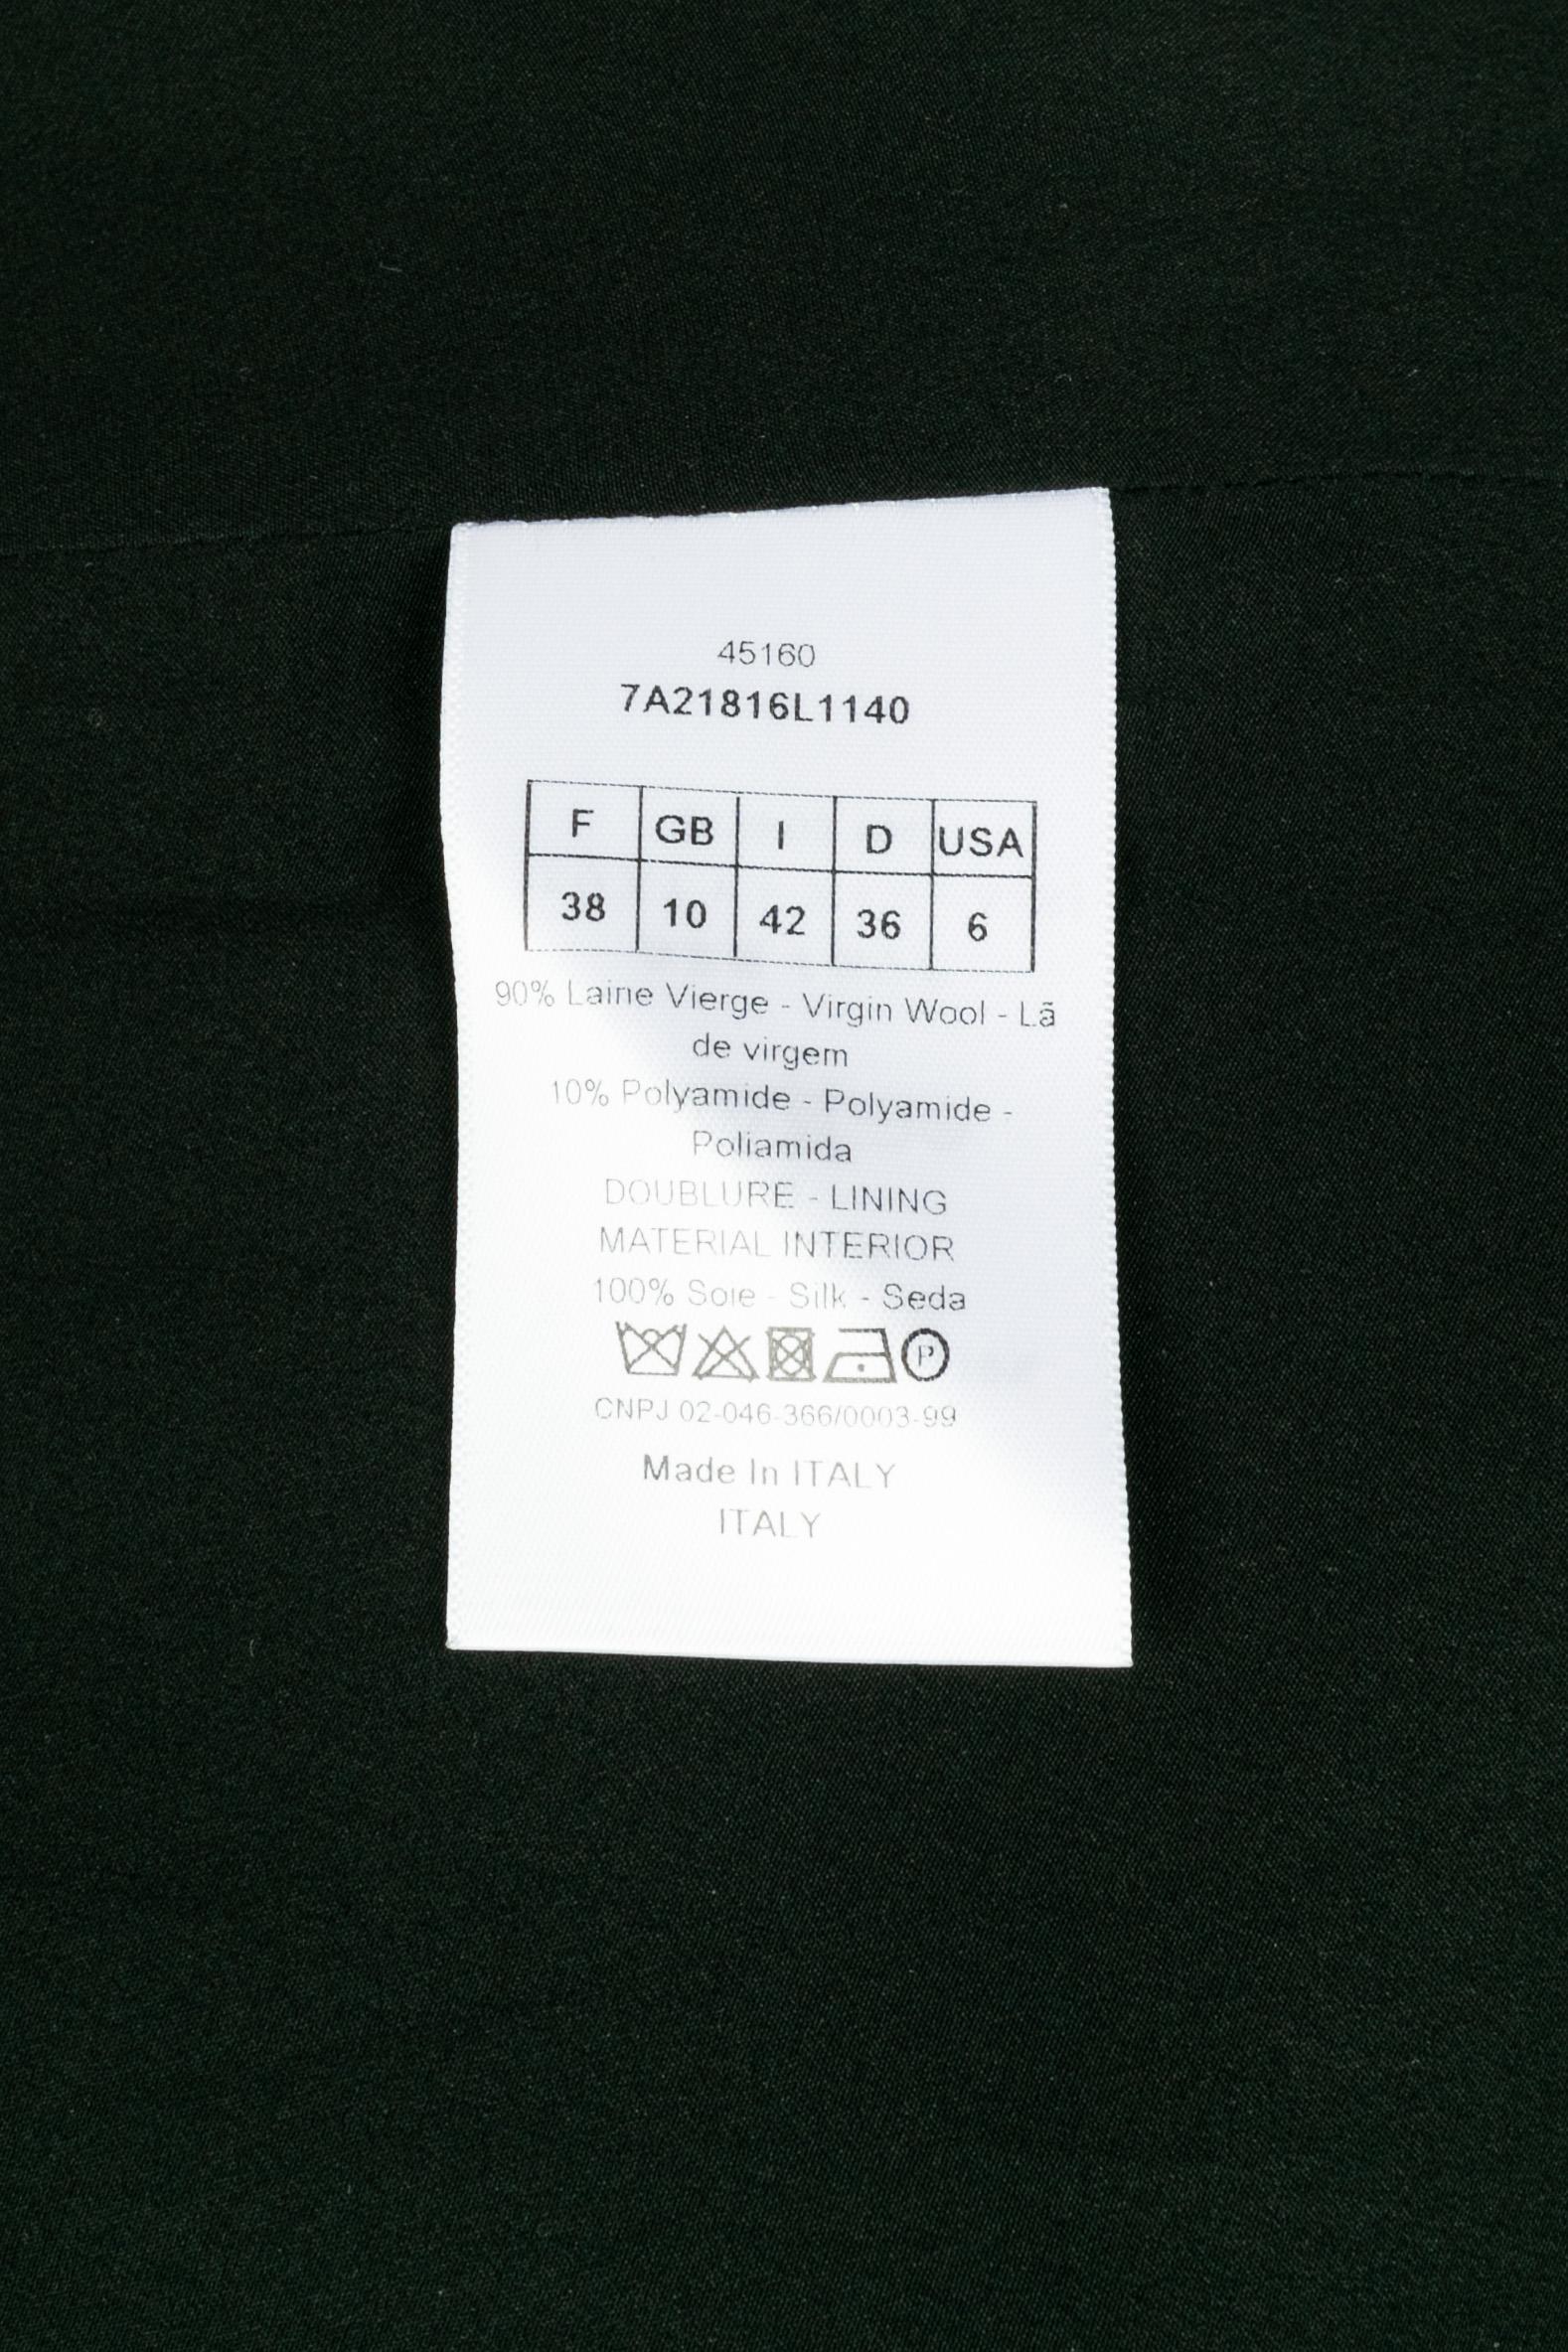 45160
7A21816L1140
F GB I D USA
38 10 42 36 6
90% Laine Vierge - Virgin Wool - Lã
de virgem
10% Polyamide - Polyamide -
Poliamida
DOUBLURE - LINING
MATERIAL INTERIOR
100% Soie - Silk - Seda
P
CNPJ 02-046-366/0003-99
Made In ITALY
ITALY